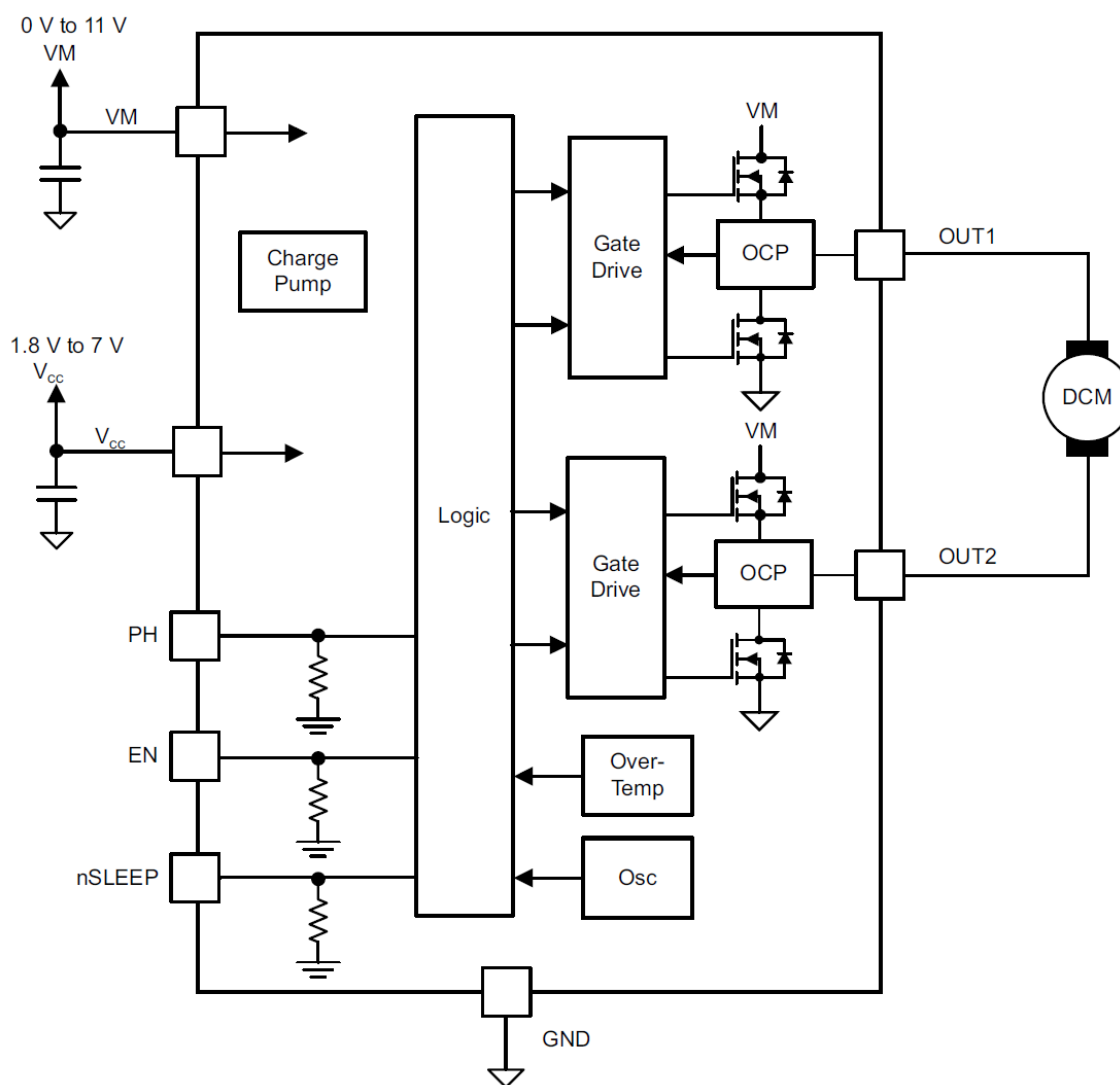 0 V to 11 V
VM
VM
Charge
Pump
1.8 V to 7 V
Vcc
Vcc
PH
EN
nSLEEP
Logic
Gate
Drive
VM
OCP
OUT1
DCM
Gate
Drive
VM
OCP
OUT2
Over-
Temp
Osc
GND